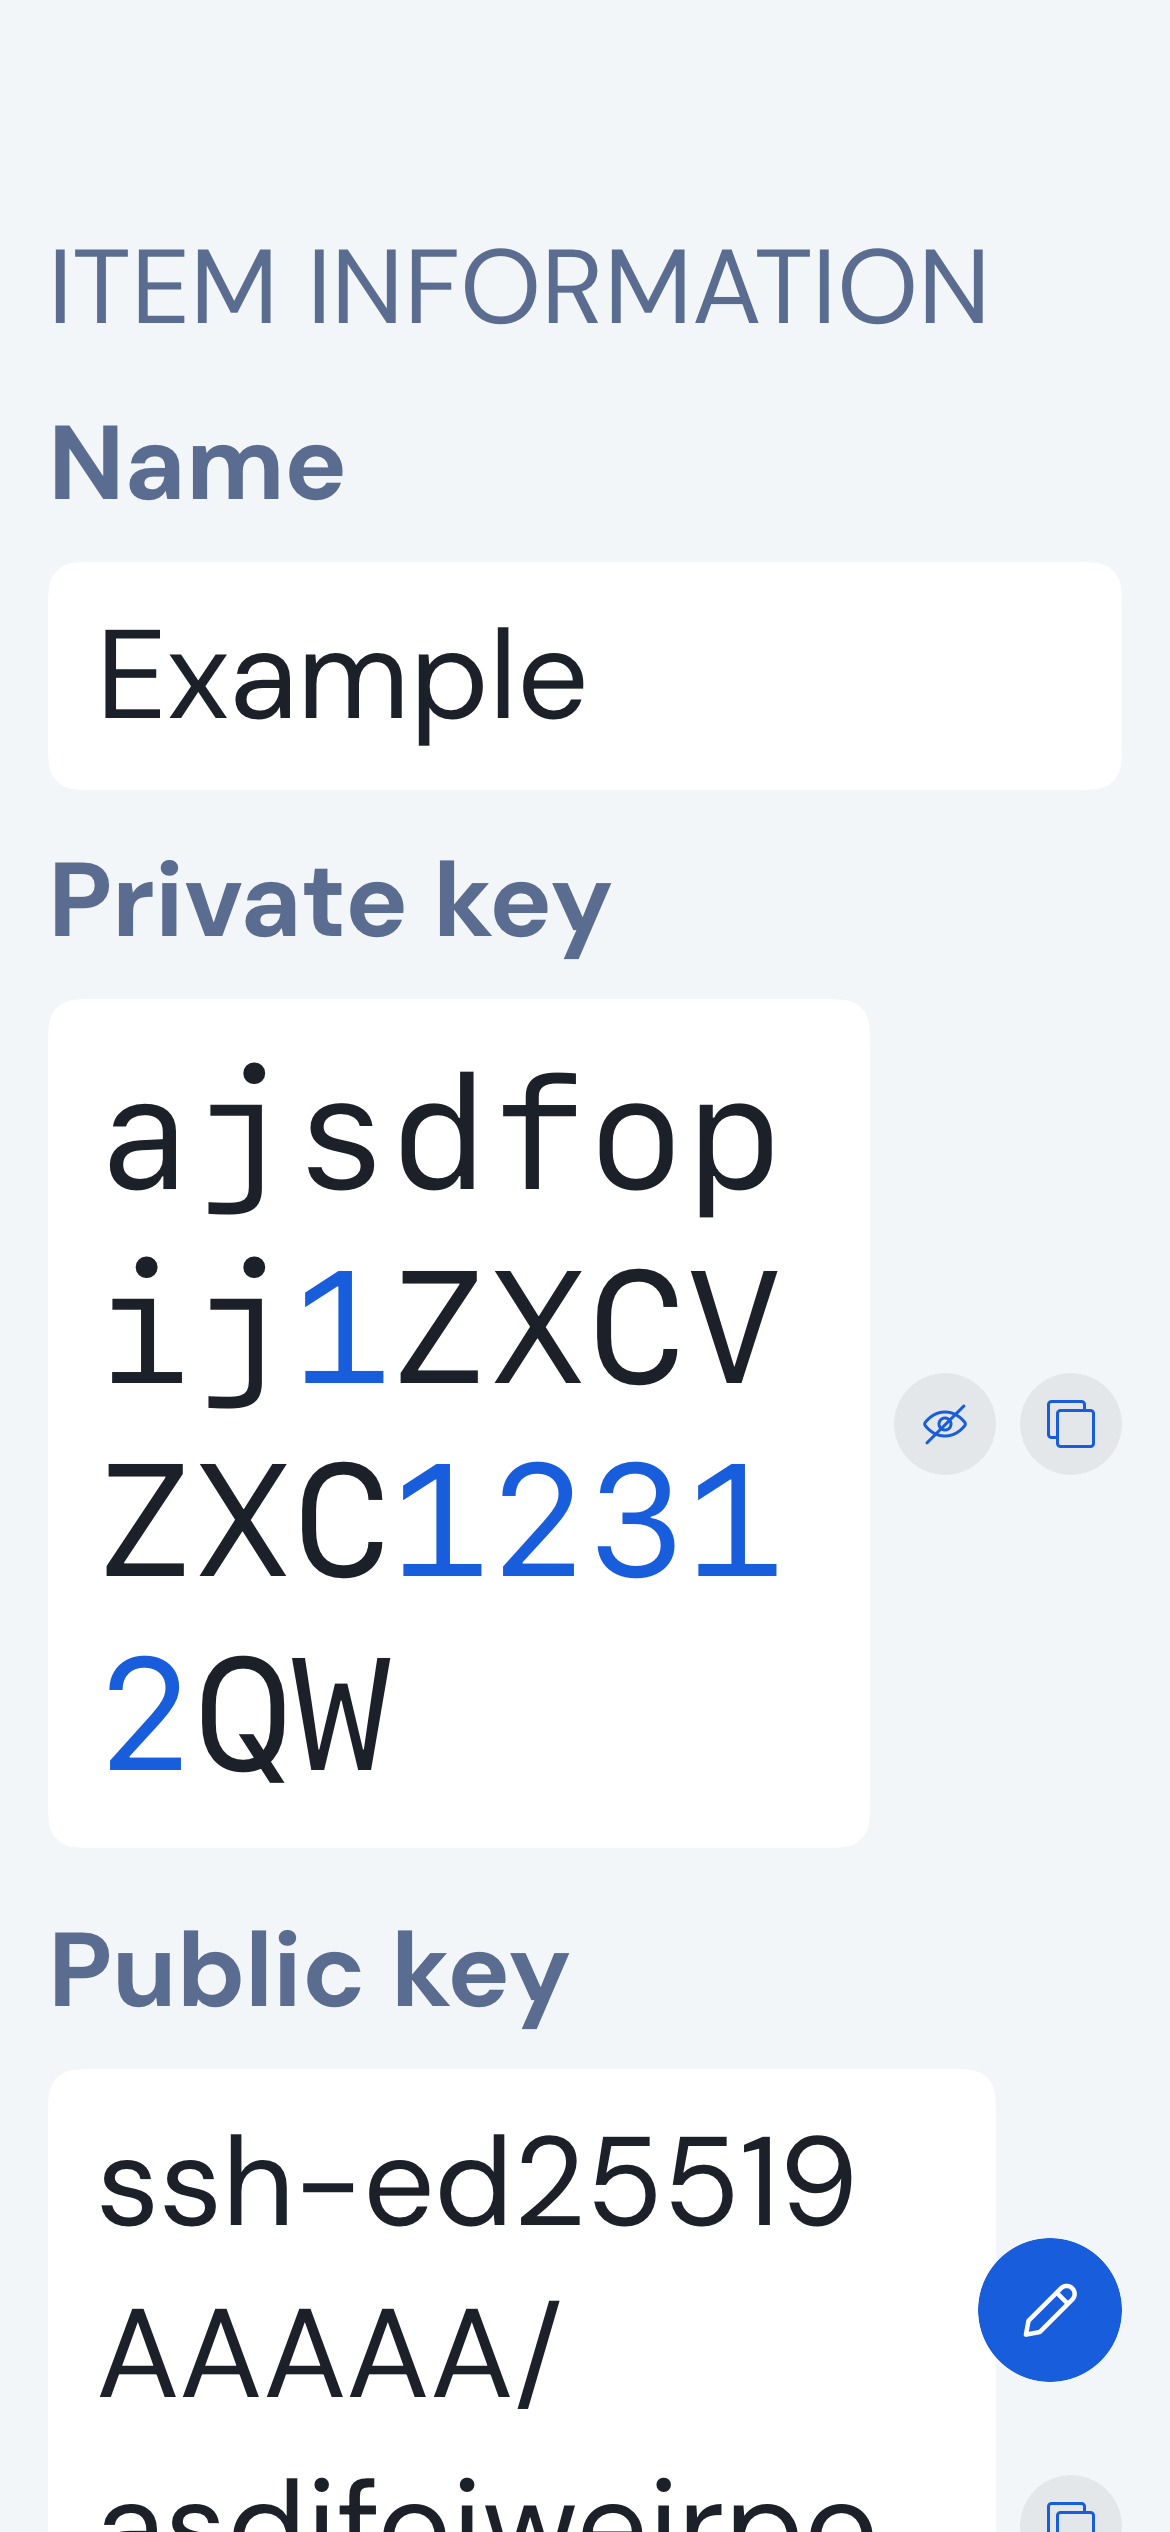 ITEM INFORMATION
Name
Example
Private key
ajsdfop
ij1ZXCV
ZXC1231
2QW
Public key
ssh-ed25519
AAAAA/